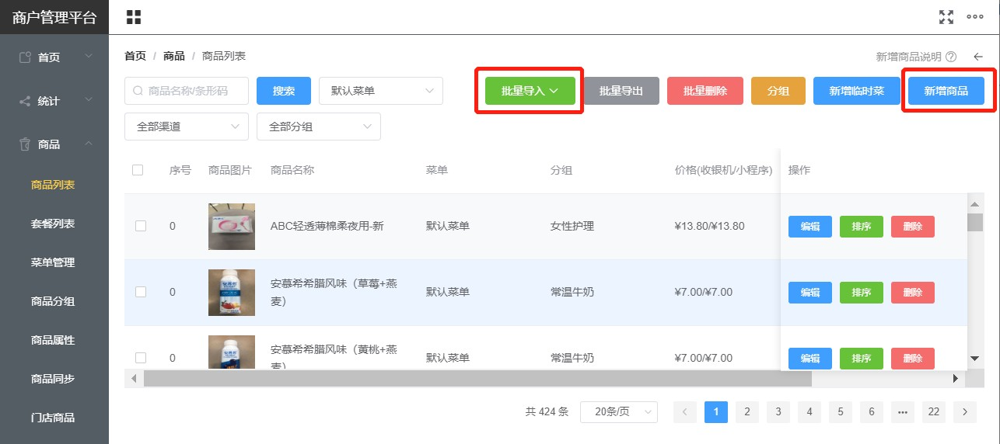 商户管理平台
首页
统计
商品
商品列表
套餐列表
菜单管理
商品分组
商品属性
商品同步
门店商品
首页 / 商品 / 商品列表
新增商品说明
商品名称/条形码
搜索
默认菜单
批量导入
批量导出
批量删除
分组
新增临时菜
新增商品
全部渠道
全部分组
序号 商品图片 商品名称 菜单 分组 价格(收银机/小程序) 操作
0 ABC轻透薄棉柔夜用-新 默认菜单 女性护理 ¥13.80/¥13.80 编辑 排序 删除
0 安慕希希腊风味（草莓+燕 默认菜单 常温牛奶 ¥7.00/¥7.00 编辑 排序 删除
麦）
0 安慕希希腊风味（黄桃+燕 默认菜单 常温牛奶 ¥7.00/¥7.00 编辑 排序 删除
麦）
共 424 条 20条/页 1 2 3 4 5 6 ••• 22